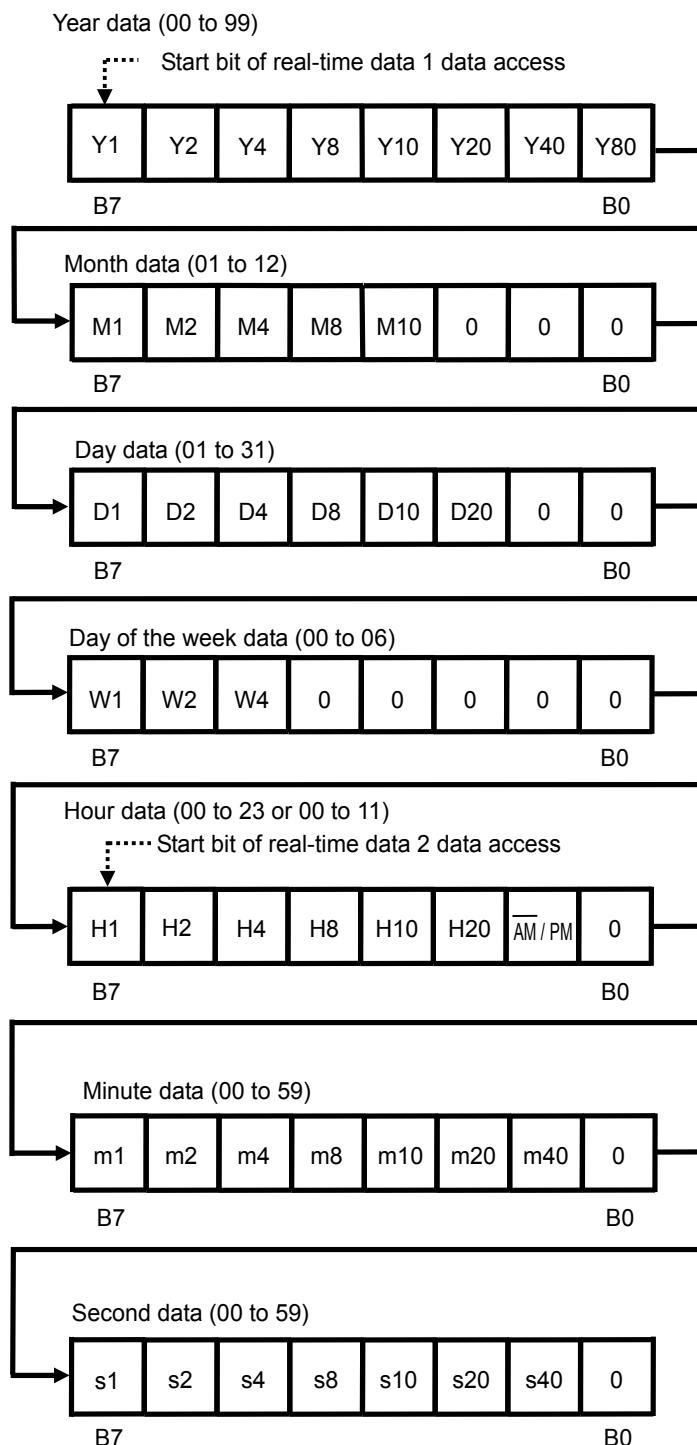 Year data (00 to 99)
Start bit of real-time data 1 data access
Y1 Y2 Y4 Y8 Y10 Y20 Y40 Y80
B7 B0
Month data (01 to 12)
M1 M2 M4 M8 M10 0 0 0
B7 B0
Day data (01 to 31)
D1 D2 D4 D8 D10 D20 0 0
B7 B0
Day of the week data (00 to 06)
W1 W2 W4 0 0 0 0 0
B7 B0
Hour data (00 to 23 or 00 to 11)
Start bit of real-time data 2 data access
H1 H2 H4 H8 H10 H20 A̅M̅ / PM 0
B7 B0
Minute data (00 to 59)
m1 m2 m4 m8 m10 m20 m40 0
B7 B0
Second data (00 to 59)
s1 s2 s4 s8 s10 s20 s40 0
B7 B0